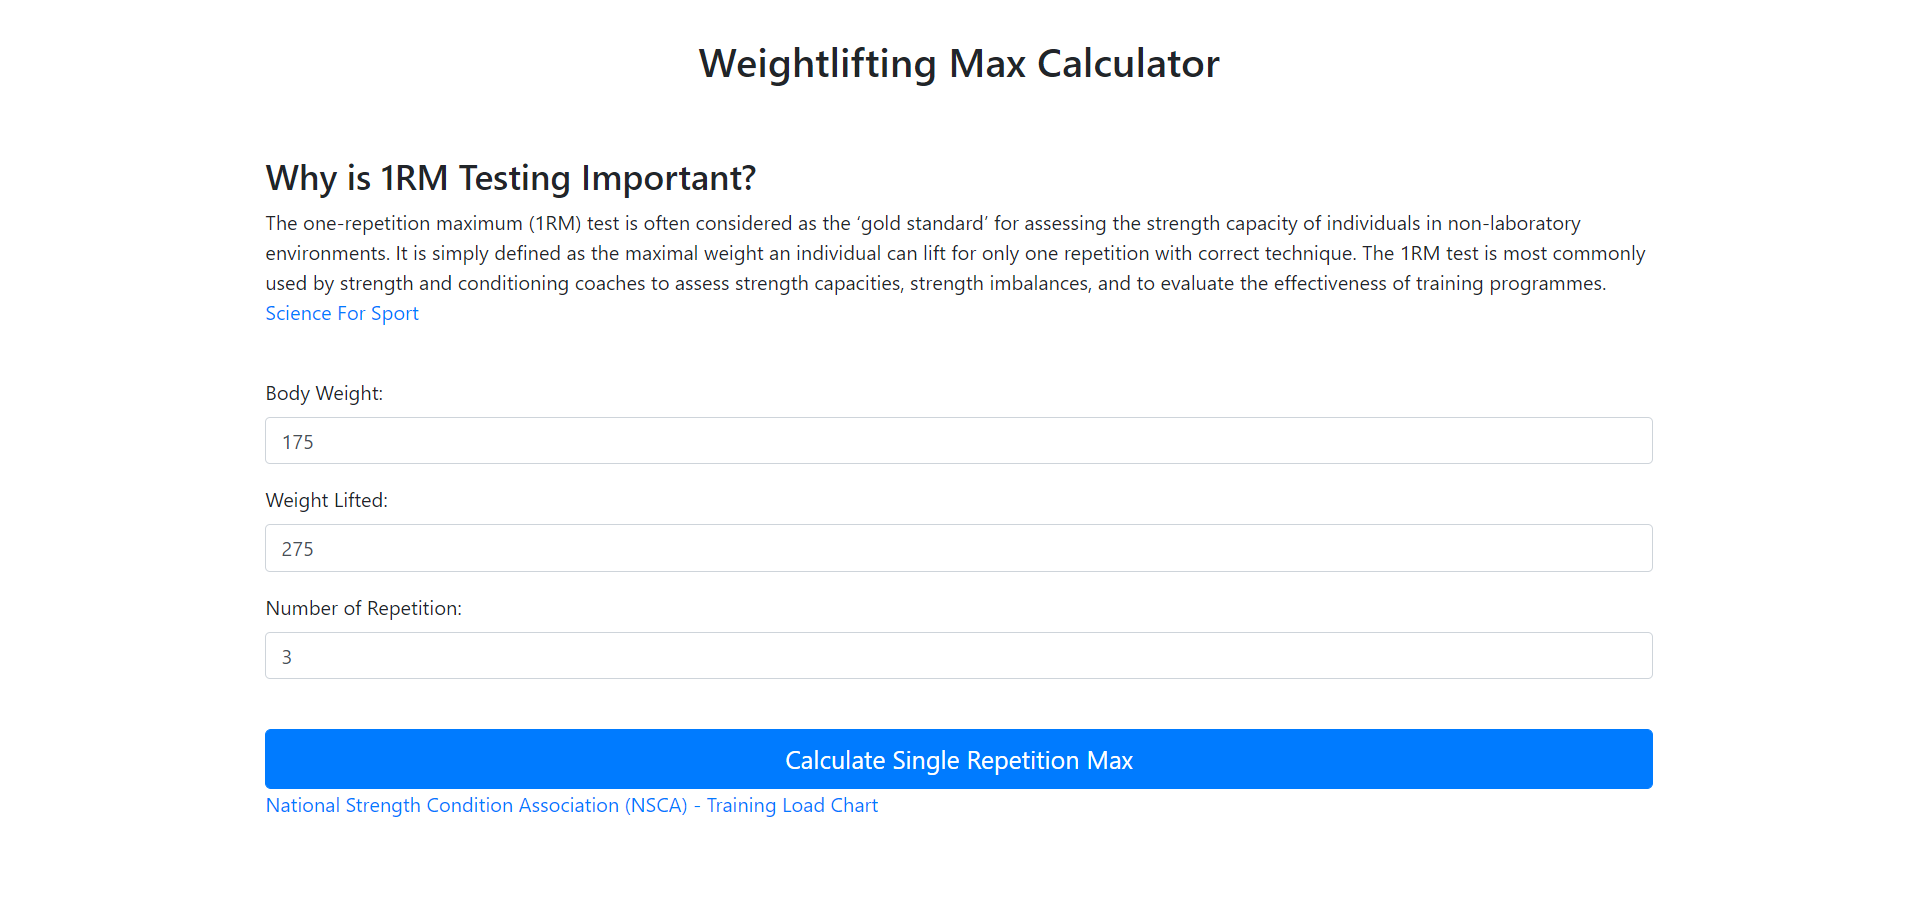 Weightlifting Max Calculator
Why is 1RM Testing Important?
The one-repetition maximum (1RM) test is often considered as the ‘gold standard’ for assessing the strength capacity of individuals in non-laboratory
environments. It is simply defined as the maximal weight an individual can lift for only one repetition with correct technique. The 1RM test is most commonly
used by strength and conditioning coaches to assess strength capacities, strength imbalances, and to evaluate the effectiveness of training programmes.
Science For Sport
Body Weight:
175
Weight Lifted:
275
Number of Repetition:
3
Calculate Single Repetition Max
National Strength Condition Association (NSCA) - Training Load Chart